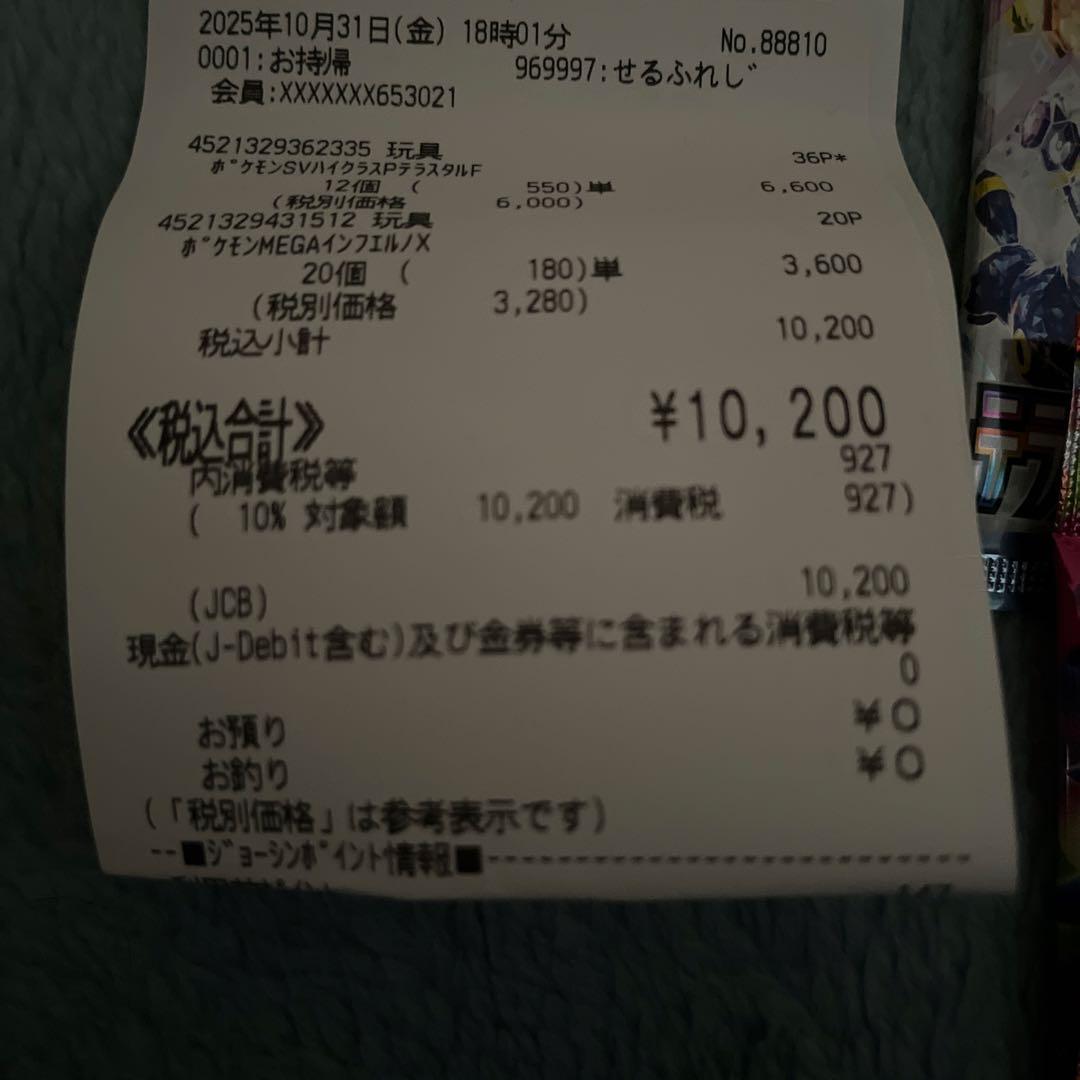 2025年10月31日(金) 18時01分 No.88810
0001:お持帰 969997:せるふれじ
会員:XXXXXXX653021
4521329362335 玩具 36P*
ポケモンSVハイクラスPテラスタルF
12個 ( 550)単 6,600
(税別価格 6,000)
4521329431512 玩具 20P
ポケモンMEGAインフエルノX
20個 ( 180)単 3,600
(税別価格 3,280)
税込小計 10,200
《税込合計》 ¥10,200
内消費税等 927
( 10% 対象額 10,200 消費税 927)
(JCB) 10,200
現金(J-Debit含む)及び金券等に含まれる消費税等
0
お預り ¥0
お釣り ¥0
(「税別価格」は参考表示です)
--■ジョーシンポイント情報■--------------------------
テラ